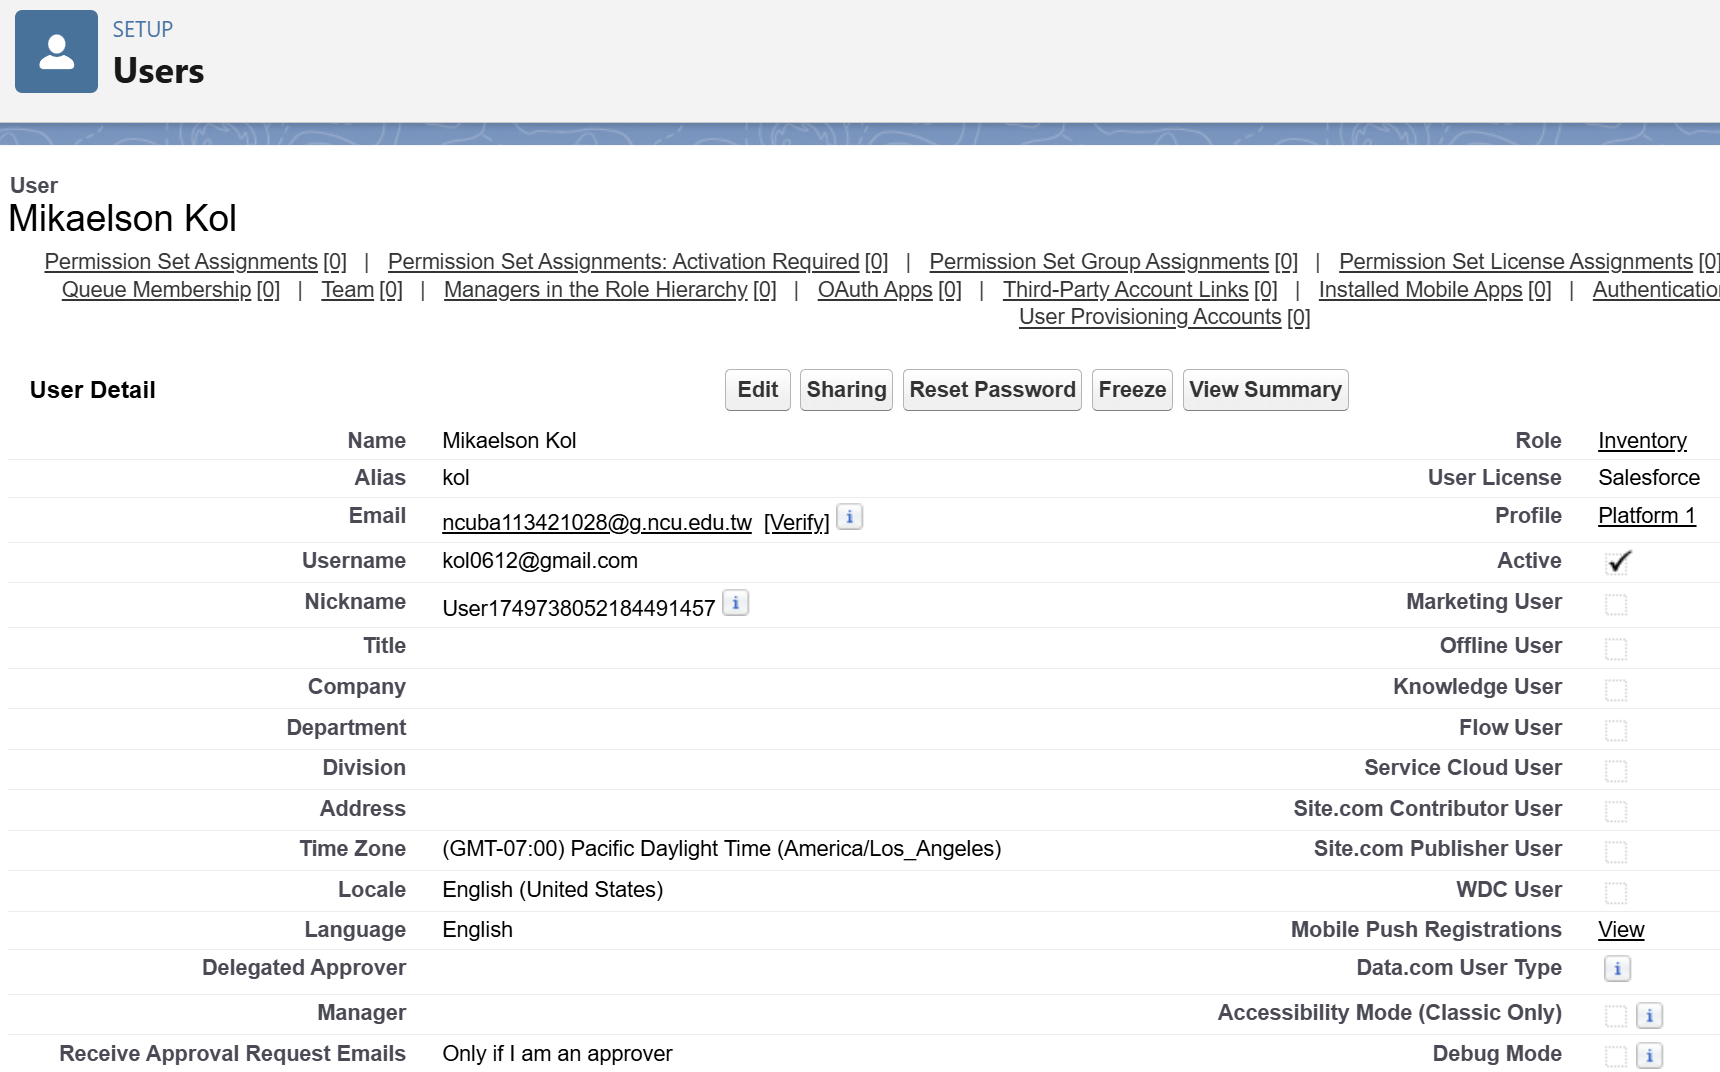 SETUP
Users
User
Mikaelson Kol
Permission Set Assignments [0] | Permission Set Assignments: Activation Required [0] | Permission Set Group Assignments [0] | Permission Set License Assignments [0]
Queue Membership [0] | Team [0] | Managers in the Role Hierarchy [0] | OAuth Apps [0] | Third-Party Account Links [0] | Installed Mobile Apps [0] | Authenticatio
User Provisioning Accounts [0]
User Detail Edit Sharing Reset Password Freeze View Summary
Name Mikaelson Kol Role Inventory
Alias kol User License Salesforce
Email ncuba113421028@g.ncu.edu.tw [Verify] i Profile Platform 1
Username kol0612@gmail.com Active
Nickname User1749738052184491457 i Marketing User
Title Offline User
Company Knowledge User
Department Flow User
Division Service Cloud User
Address Site.com Contributor User
Time Zone (GMT-07:00) Pacific Daylight Time (America/Los_Angeles) Site.com Publisher User
Locale English (United States) WDC User
Language English Mobile Push Registrations View
Delegated Approver Data.com User Type i
Manager Accessibility Mode (Classic Only) i
Receive Approval Request Emails Only if I am an approver Debug Mode i